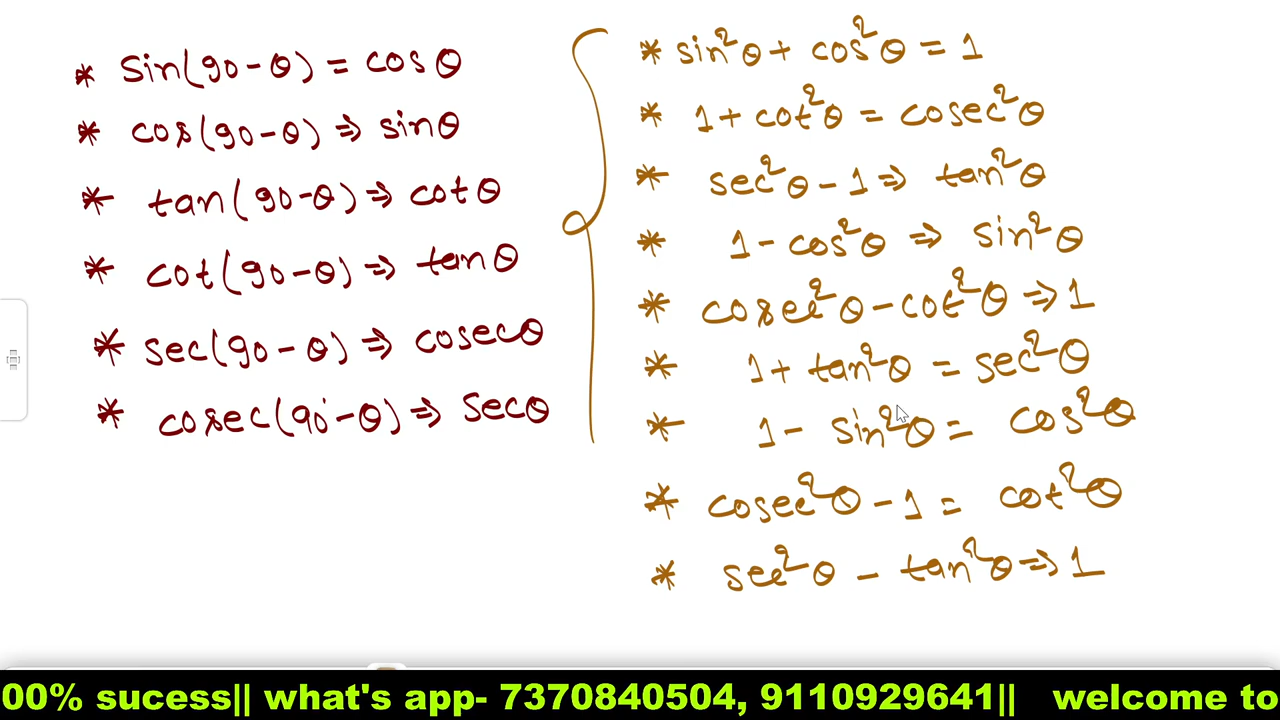 * sin(90-θ) = cosθ
* cos(90-θ) ⇒ sinθ
* tan(90-θ) ⇒ cotθ
* cot(90-θ) ⇒ tanθ
* sec(90-θ) ⇒ cosecθ
* cosec(90-θ) ⇒ secθ
* sin²θ + cos²θ = 1
* 1 + cot²θ = cosec²θ
* sec²θ - 1 ⇒ tan²θ
* 1 - cos²θ ⇒ sin²θ
* cosec²θ - cot²θ ⇒ 1
* 1 + tan²θ = sec²θ
* 1 - sin²θ = cos²θ
* cosec²θ - 1 = cot²θ
* sec²θ - tan²θ ⇒ 1
00% sucess|| what's app- 7370840504, 9110929641|| welcome to